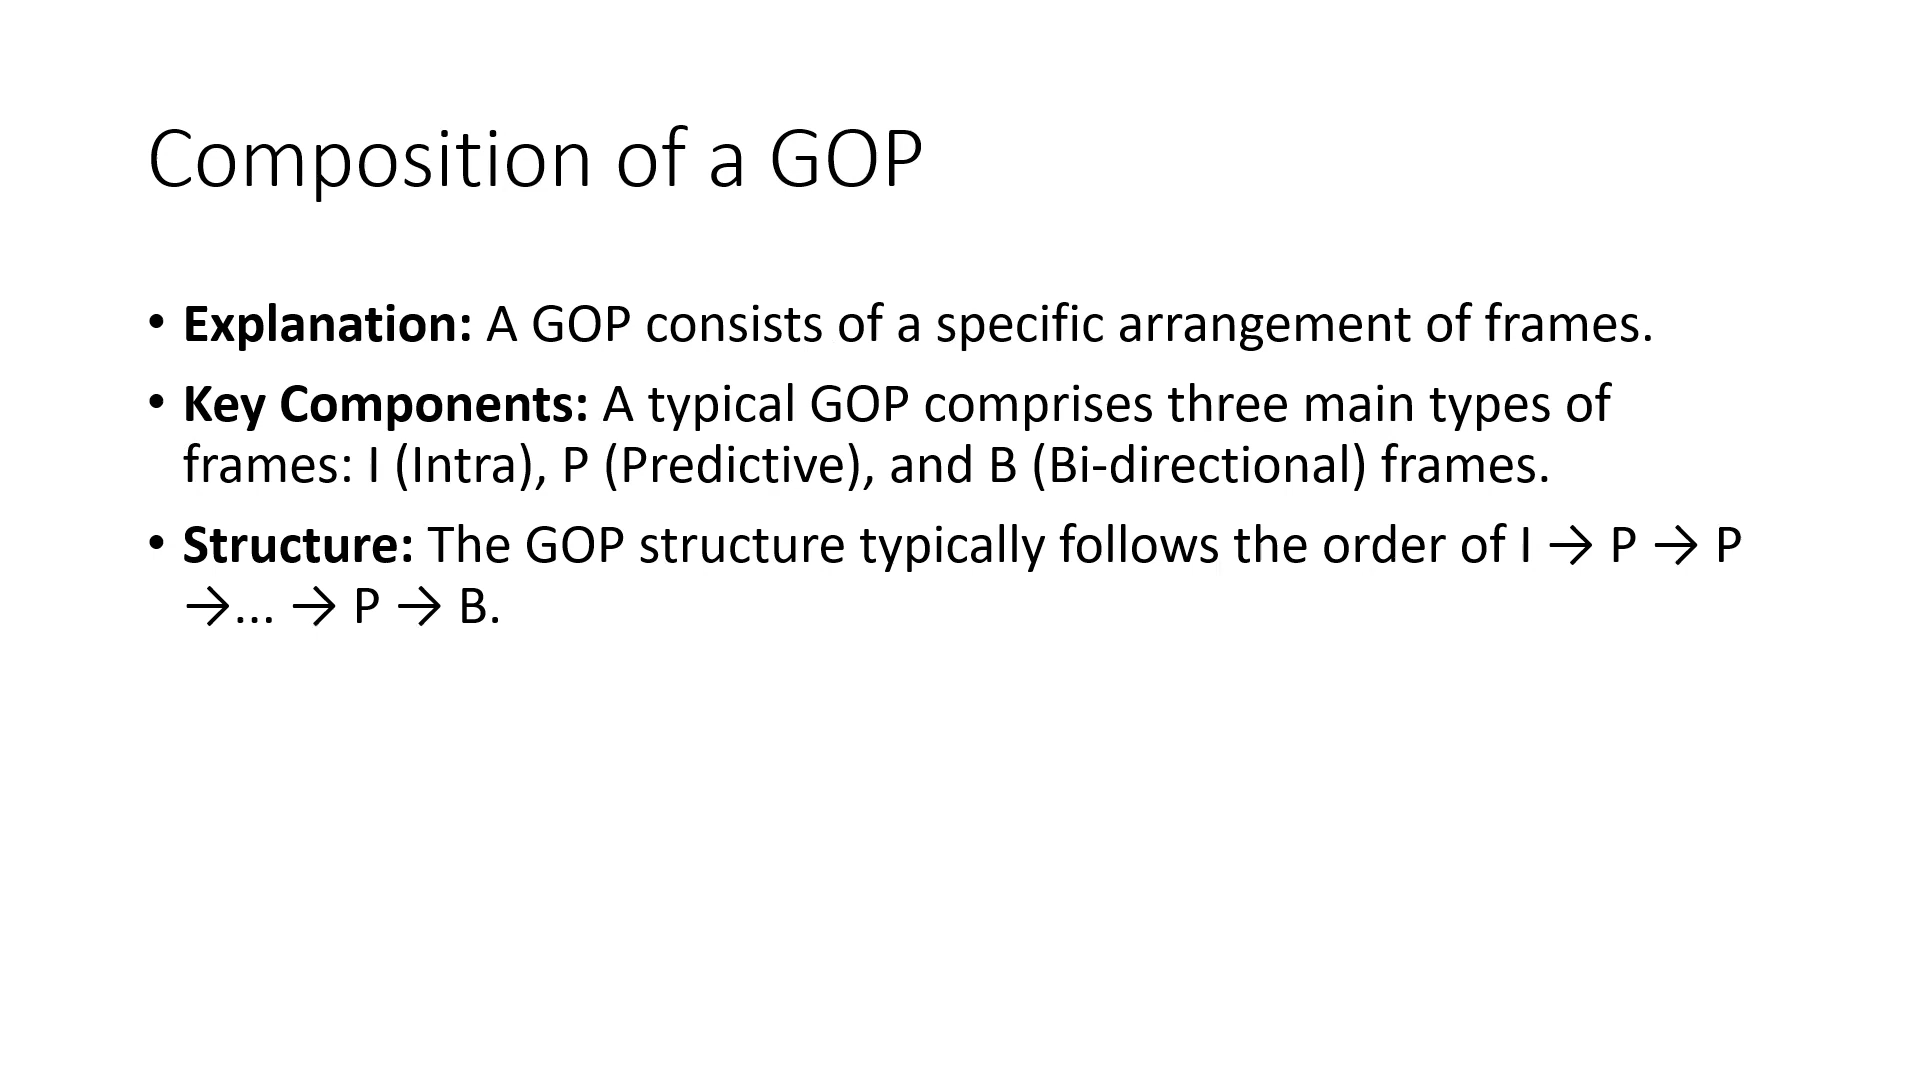 Composition of a GOP
• Explanation: A GOP consists of a specific arrangement of frames.
• Key Components: A typical GOP comprises three main types of
frames: I (Intra), P (Predictive), and B (Bi-directional) frames.
• Structure: The GOP structure typically follows the order of I → P → P
→... → P → B.